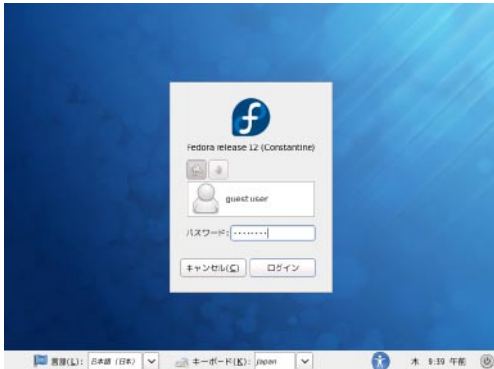 Fedora release 12 (Constantine)
guest user
パスワード:
キャンセル(C) ログイン
言語(L): 日本語 (日本) キーボード(K): Japan 木 9:39 午前